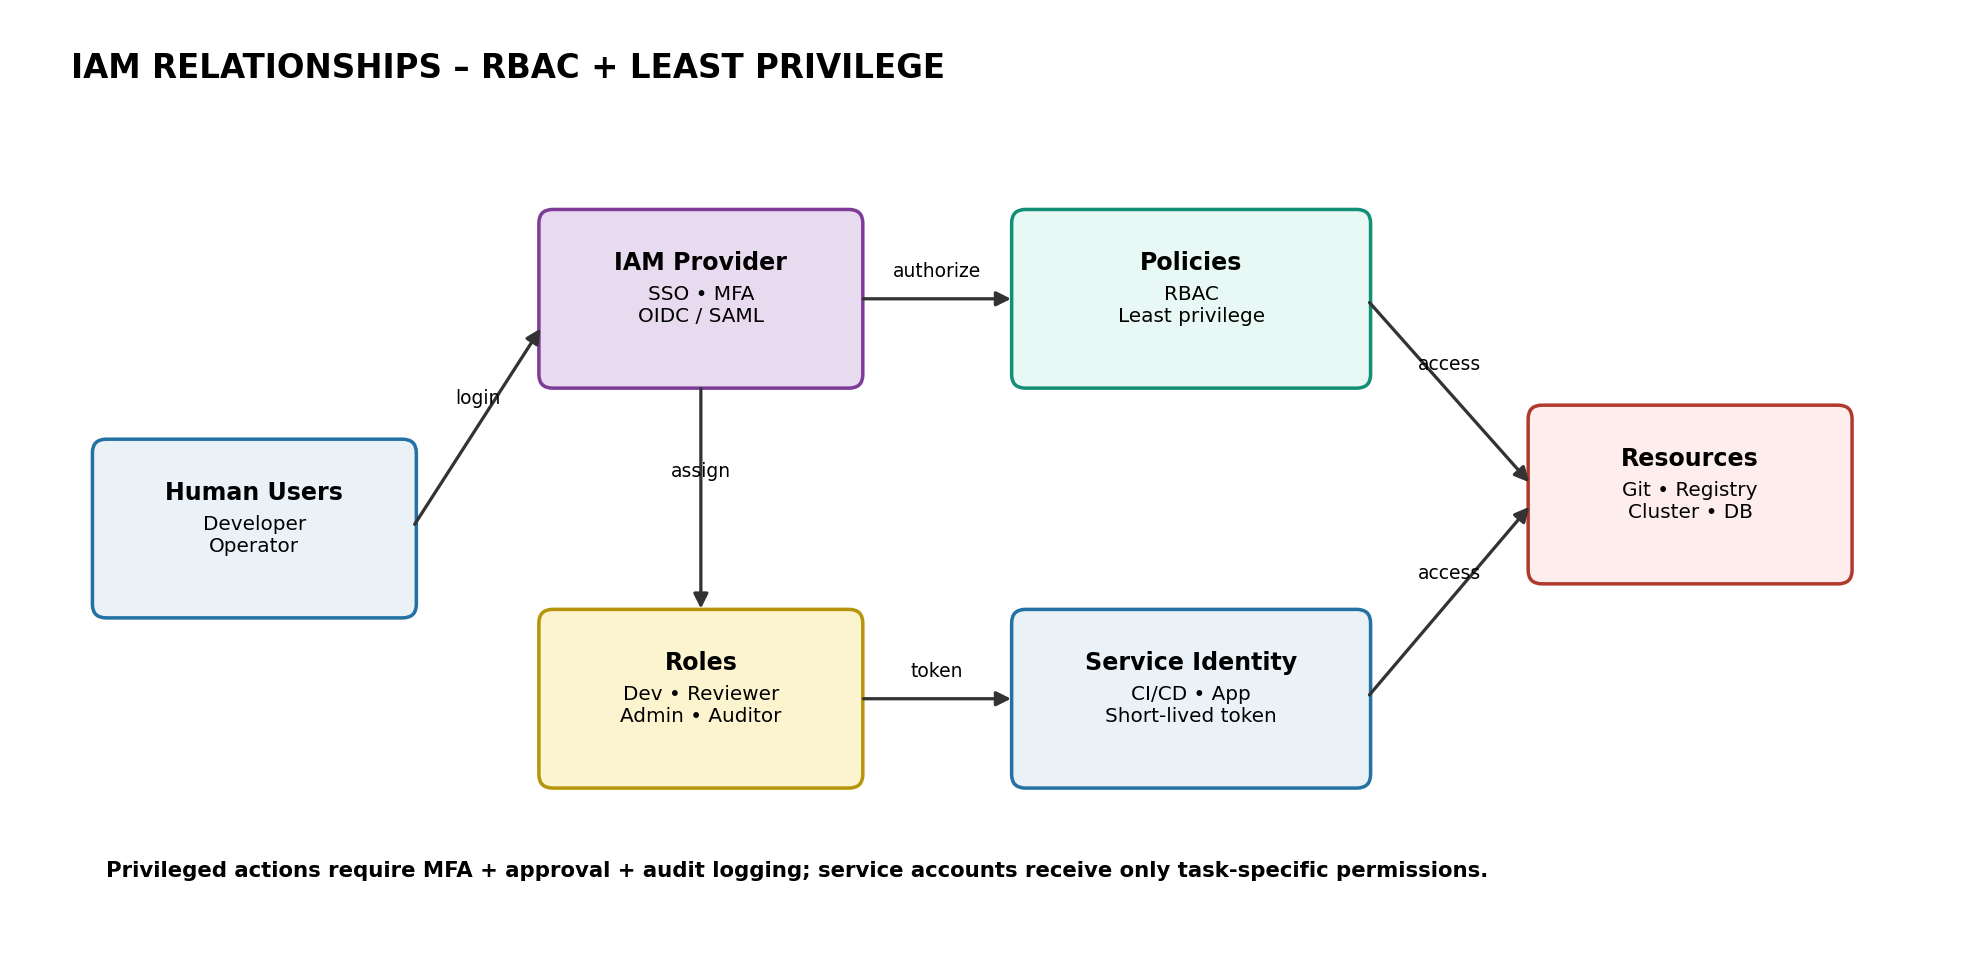 IAM RELATIONSHIPS – RBAC + LEAST PRIVILEGE
IAM Provider
SSO • MFA
OIDC / SAML
authorize
Policies
RBAC
Least privilege
access
login
Human Users
Developer
Operator
assign
Resources
Git • Registry
Cluster • DB
access
Roles
Dev • Reviewer
Admin • Auditor
token
Service Identity
CI/CD • App
Short-lived token
Privileged actions require MFA + approval + audit logging; service accounts receive only task-specific permissions.